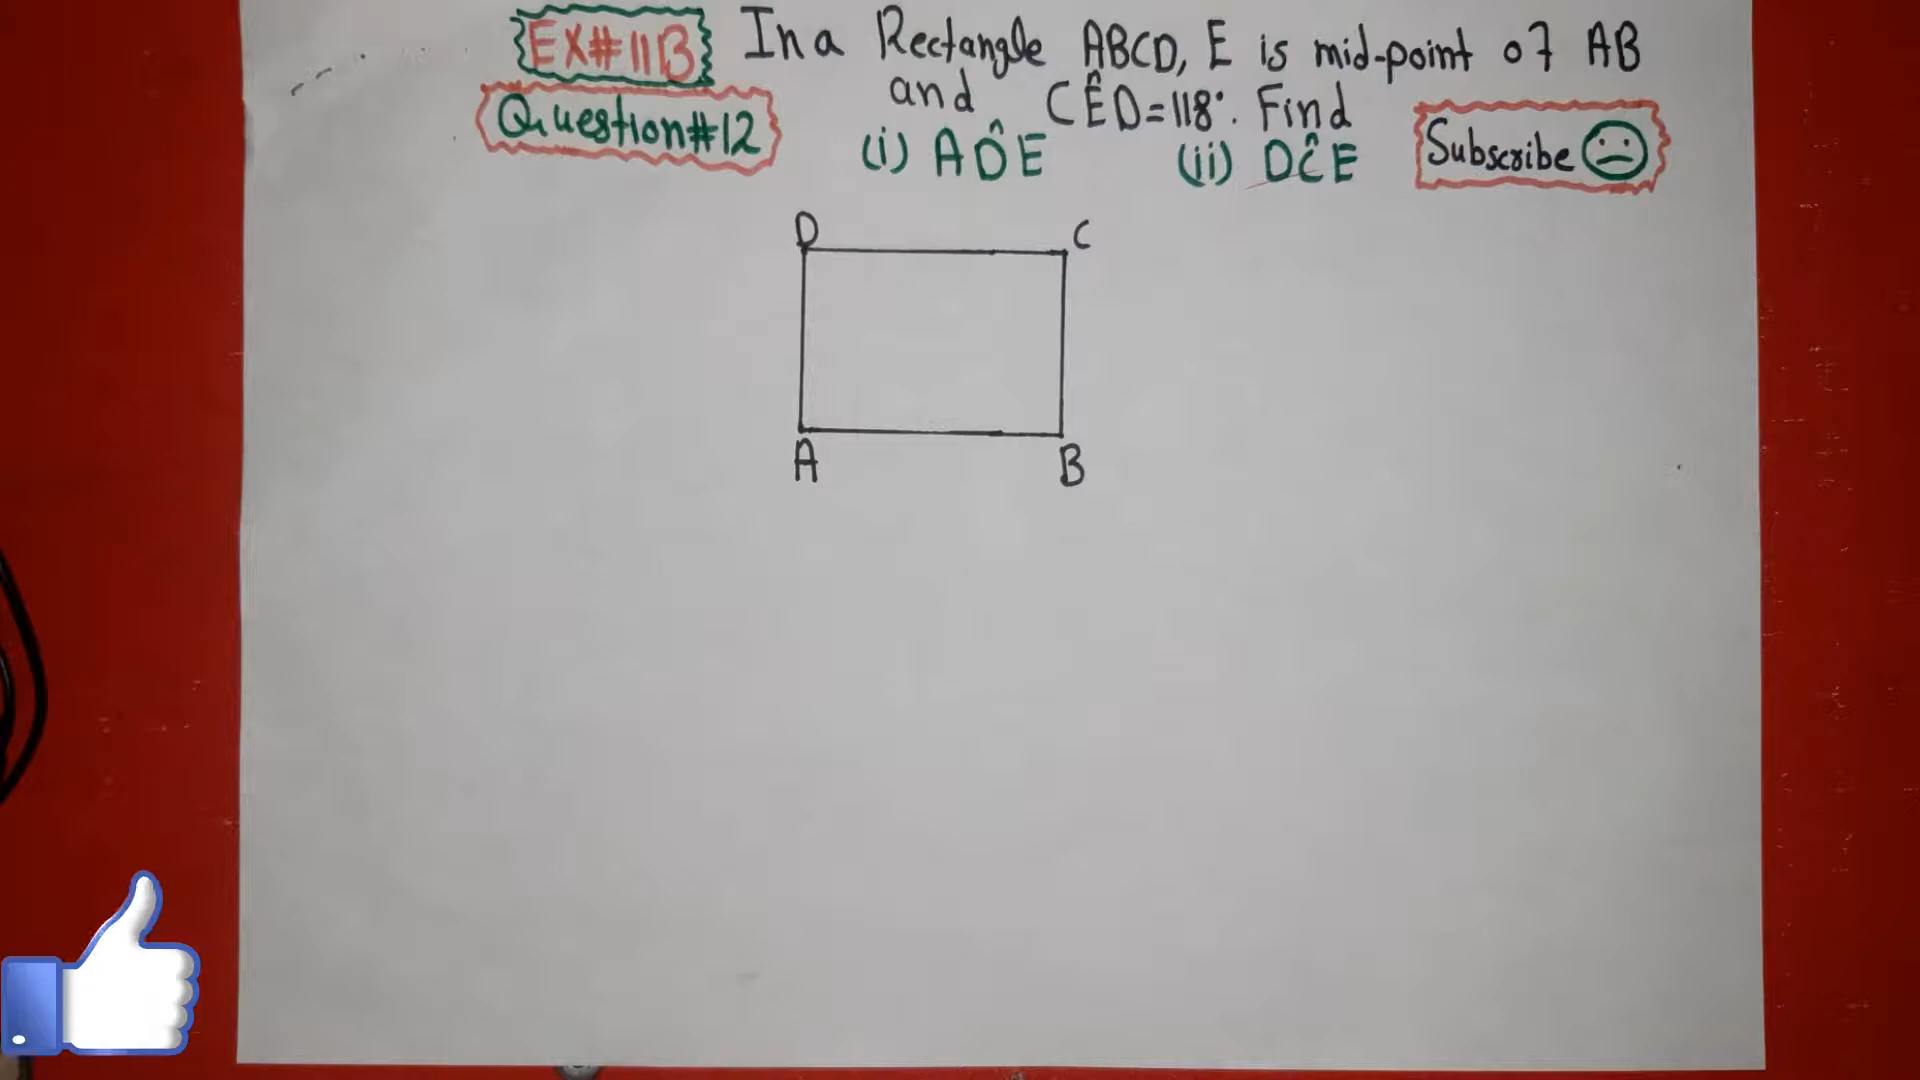 EX#11B In a Rectangle ABCD, E is mid-point of AB
Question#12 and CÊD=118°. Find
(i) AD̂E (ii) DĈE
Subscribe
D C
A B